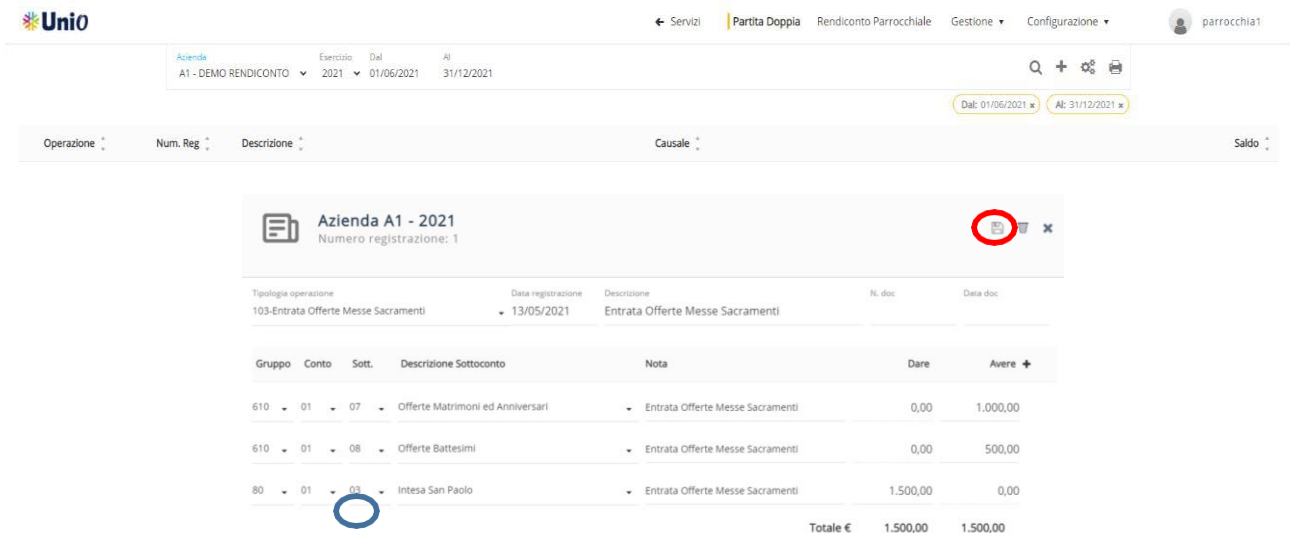 Uni0
Servizi Partita Doppia Rendiconto Parrocchiale Gestione Configurazione parrocchia1
Azienda Esercizio Dal Al
A1 - DEMO RENDICONTO 2021 01/06/2021 31/12/2021
Dal: 01/06/2021 x Al: 31/12/2021 x
Operazione Num. Reg Descrizione Causale Saldo
Azienda A1 - 2021
Numero registrazione: 1
Tipologia operazione Data registrazione Descrizione N. doc Data doc
103-Entrata Offerte Messe Sacramenti 13/05/2021 Entrata Offerte Messe Sacramenti
Gruppo Conto Sott. Descrizione Sottoconto Nota Dare Avere +
610 01 07 Offerte Matrimoni ed Anniversari Entrata Offerte Messe Sacramenti 0,00 1.000,00
610 01 08 Offerte Battesimi Entrata Offerte Messe Sacramenti 0,00 500,00
80 01 03 Intesa San Paolo Entrata Offerte Messe Sacramenti 1.500,00 0,00
Totale € 1.500,00 1.500,00